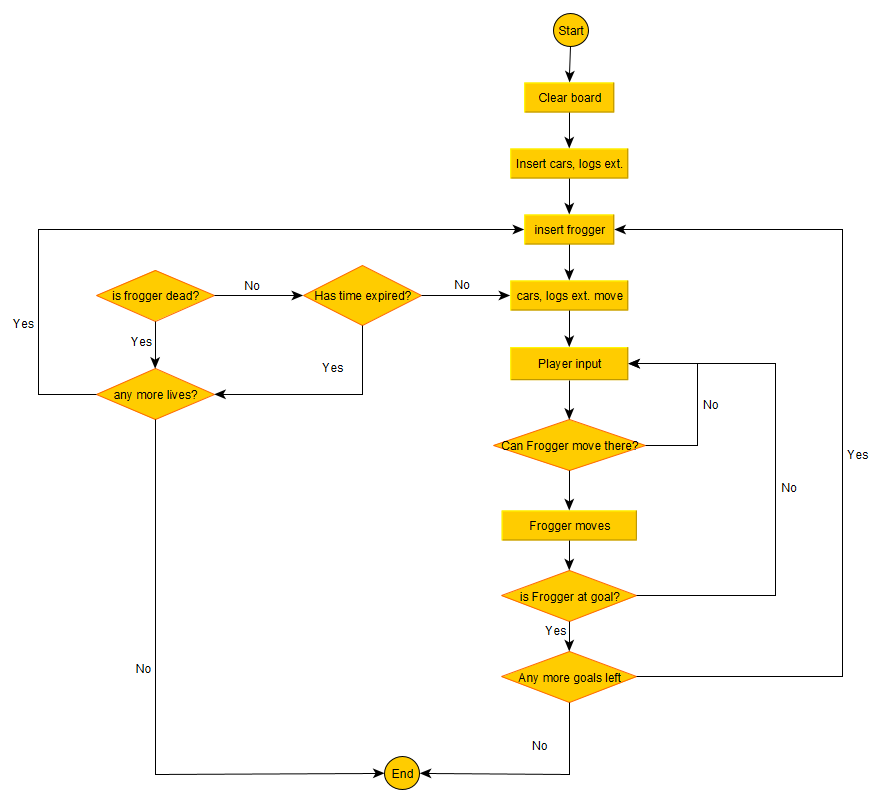 Start
Clear board
Insert cars, logs ext.
insert frogger
is frogger dead?
No
Has time expired?
No
cars, logs ext. move
Yes
Yes
Yes
Player input
any more lives?
No
Can Frogger move there?
Yes
No
Frogger moves
is Frogger at goal?
Yes
No
Any more goals left
No
End